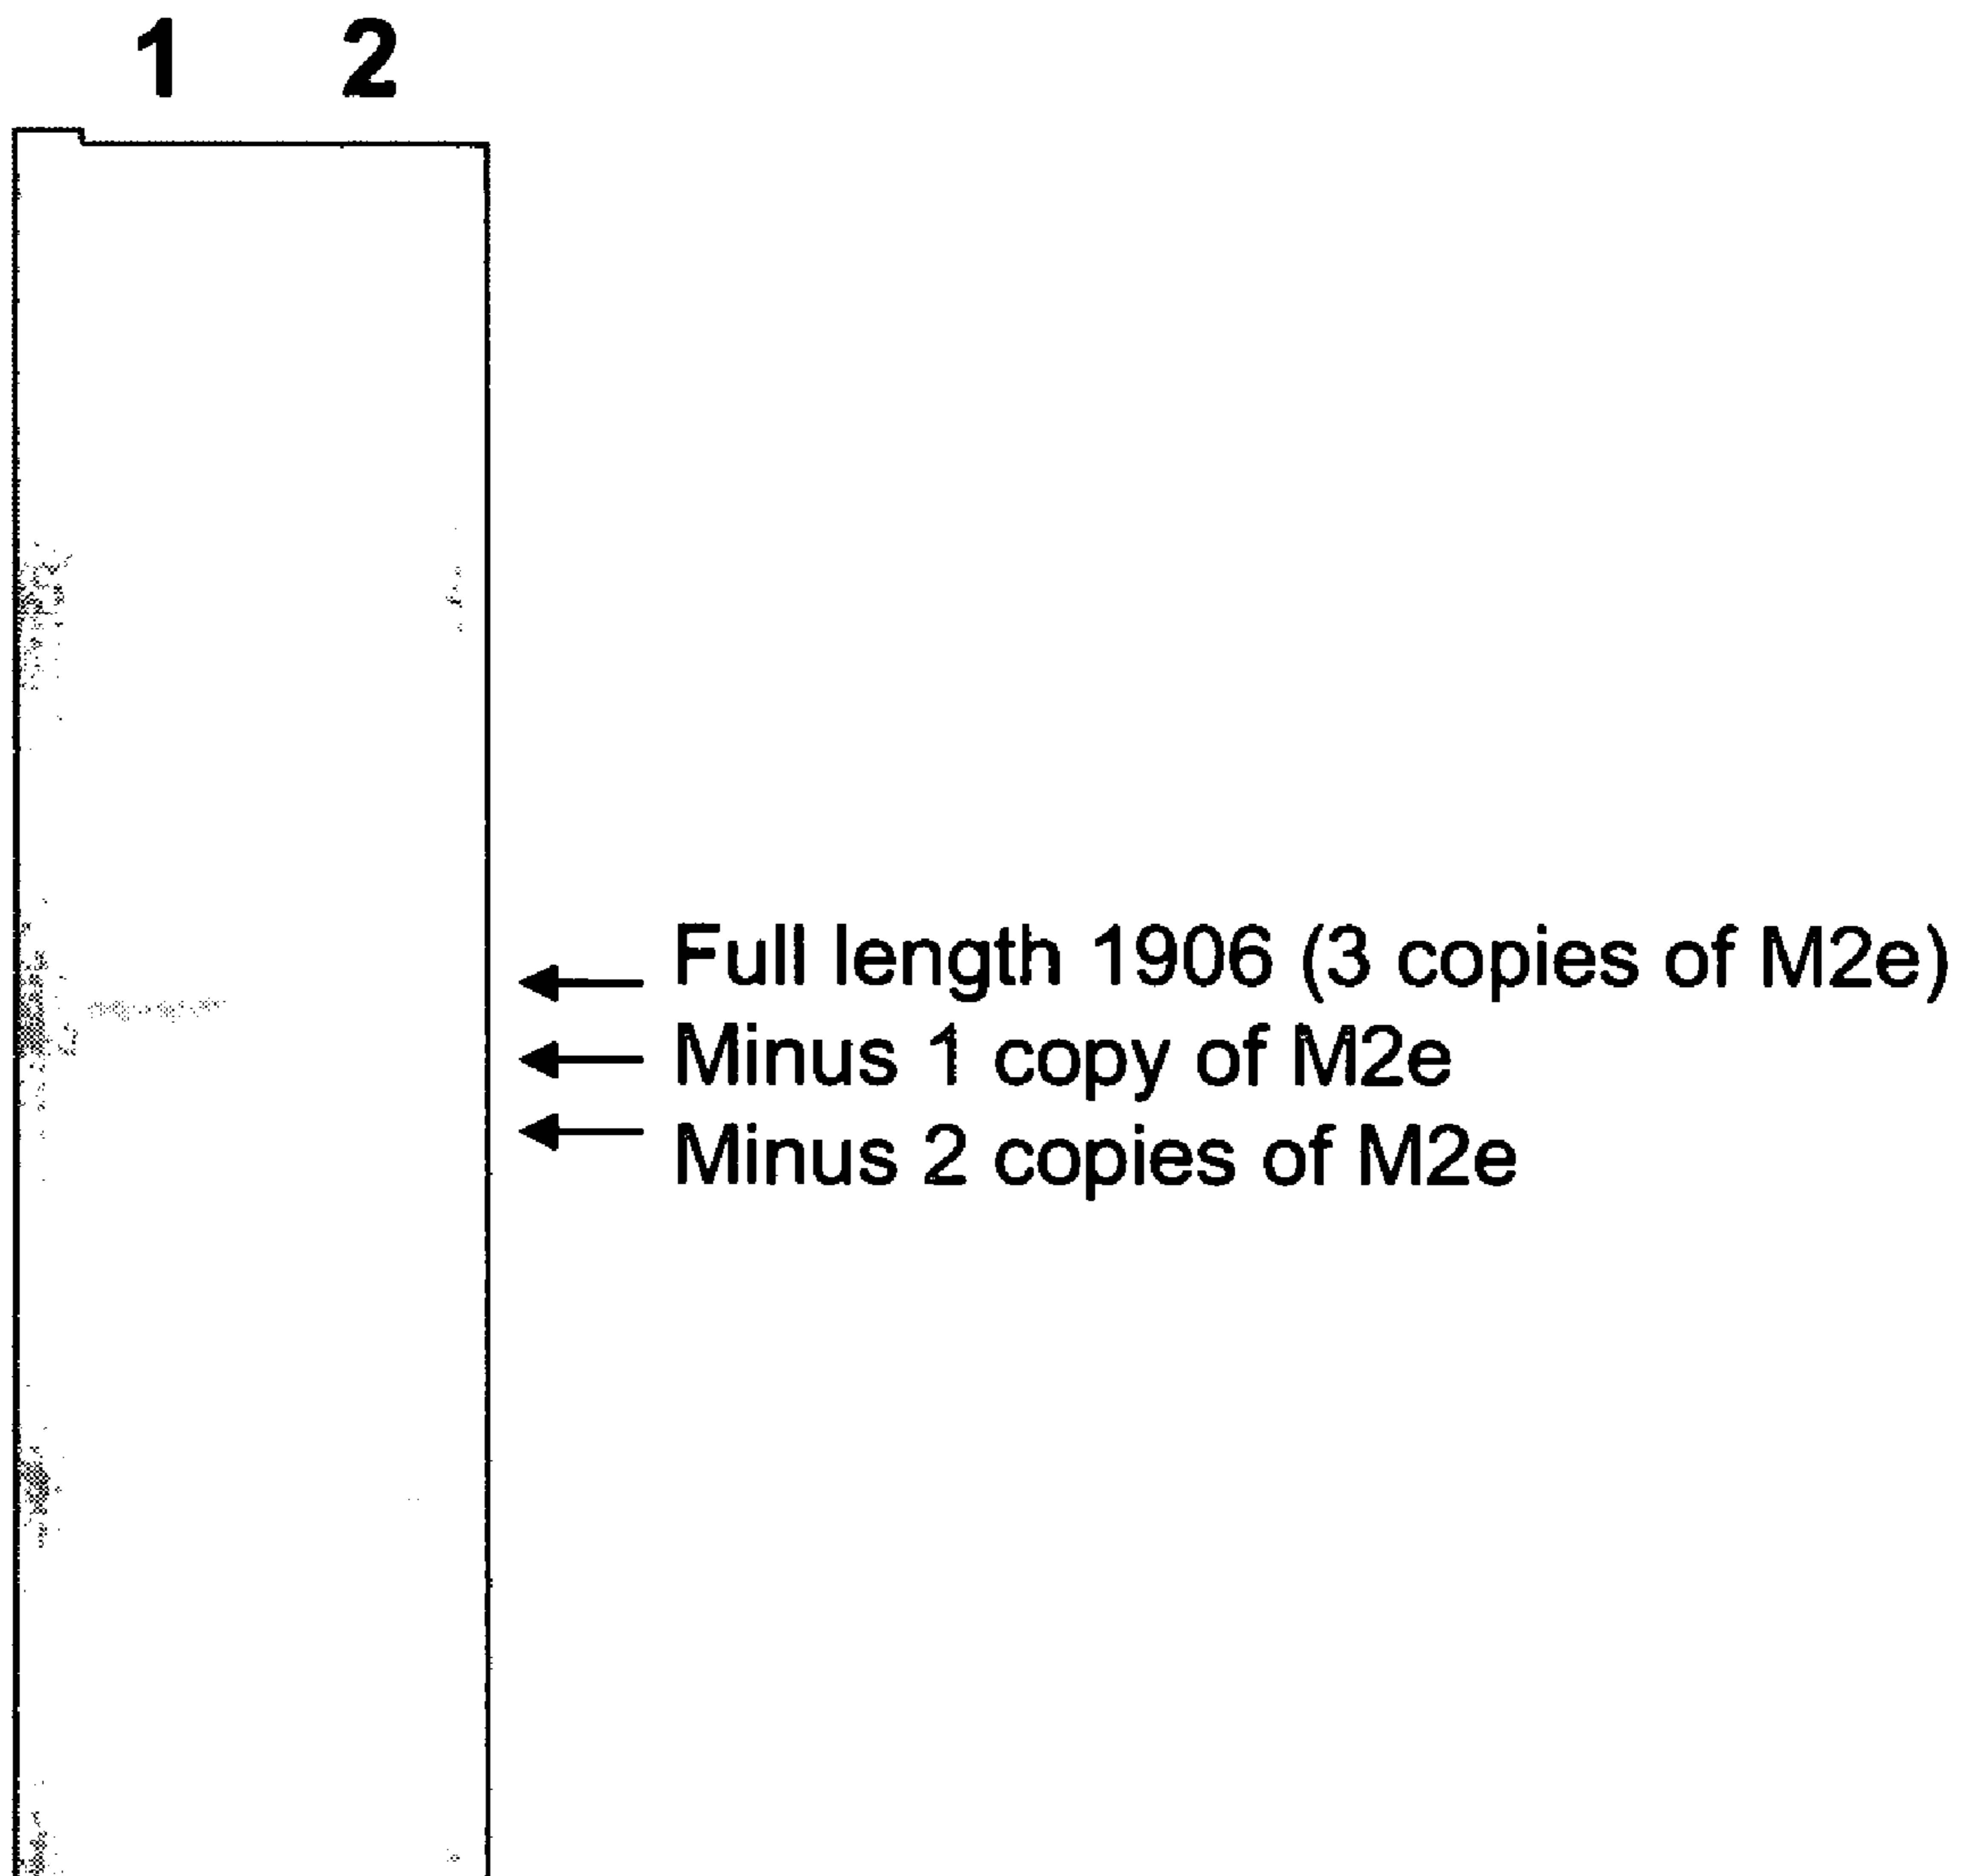 1 2
Full length 1906 (3 copies of M2e)
Minus 1 copy of M2e
Minus 2 copies of M2e